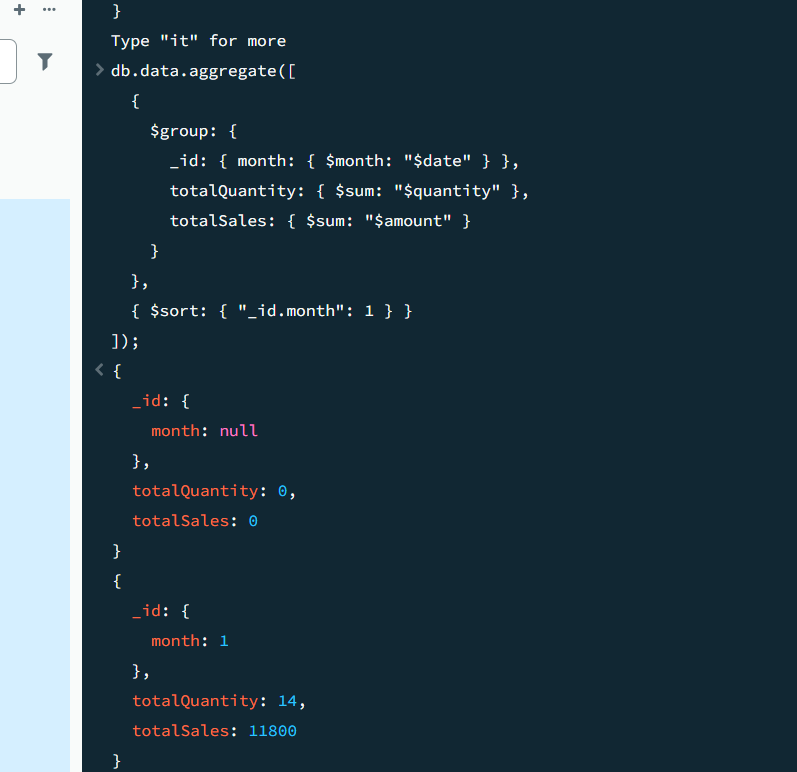 }
Type "it" for more
> db.data.aggregate([
  {
    $group: {
      _id: { month: { $month: "$date" } },
      totalQuantity: { $sum: "$quantity" },
      totalSales: { $sum: "$amount" }
    }
  },
  { $sort: { "_id.month": 1 } }
]);
< {
  _id: {
    month: null
  },
  totalQuantity: 0,
  totalSales: 0
}
{
  _id: {
    month: 1
  },
  totalQuantity: 14,
  totalSales: 11800
}